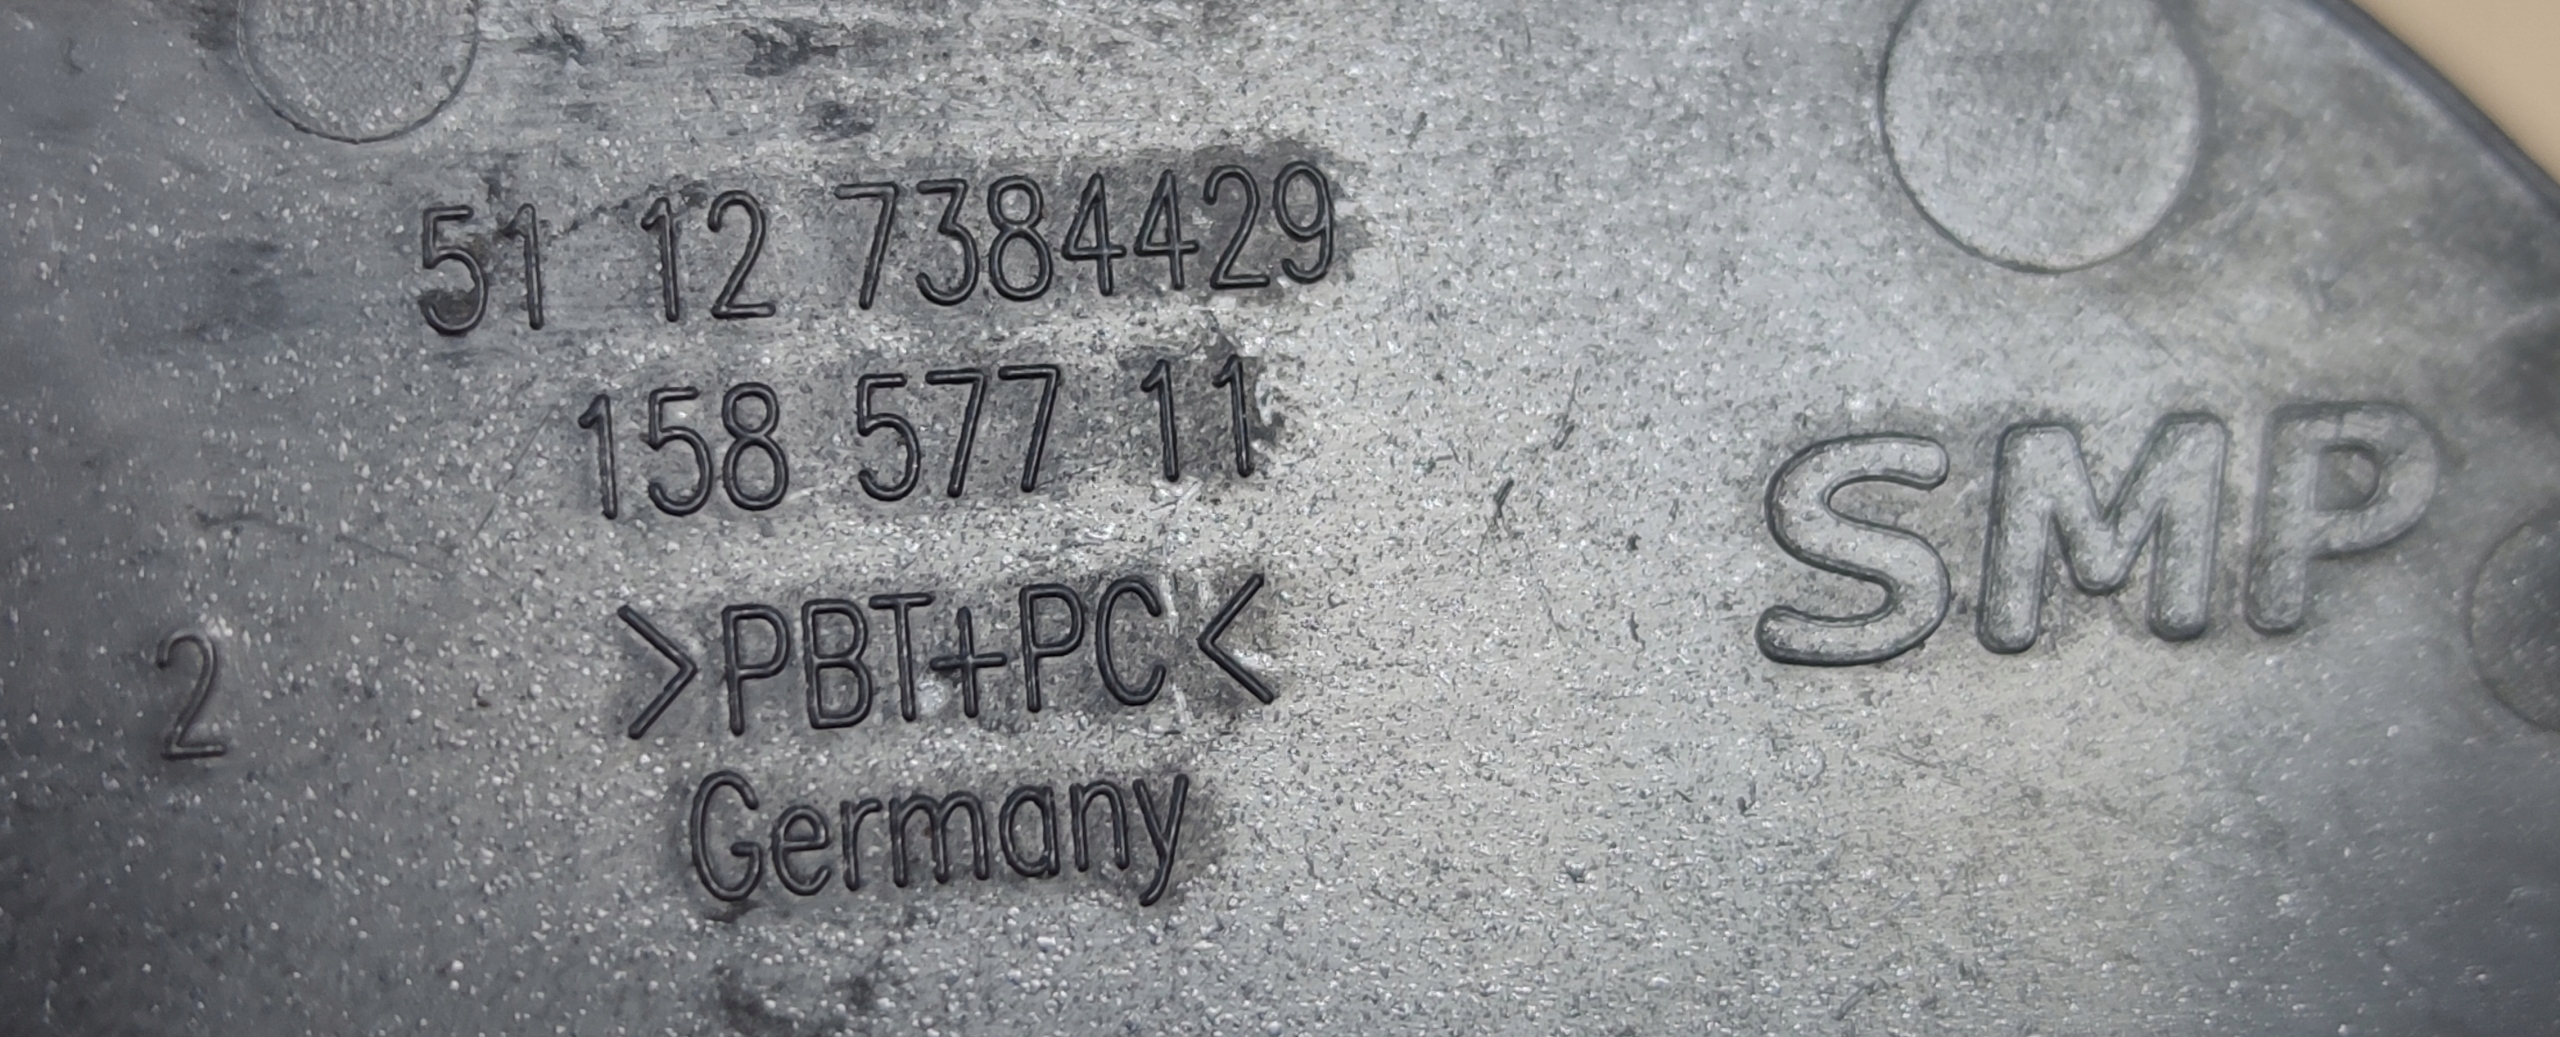 51 12 7384429
158 577 11
>PBT+PC<
Germany
2
SMP